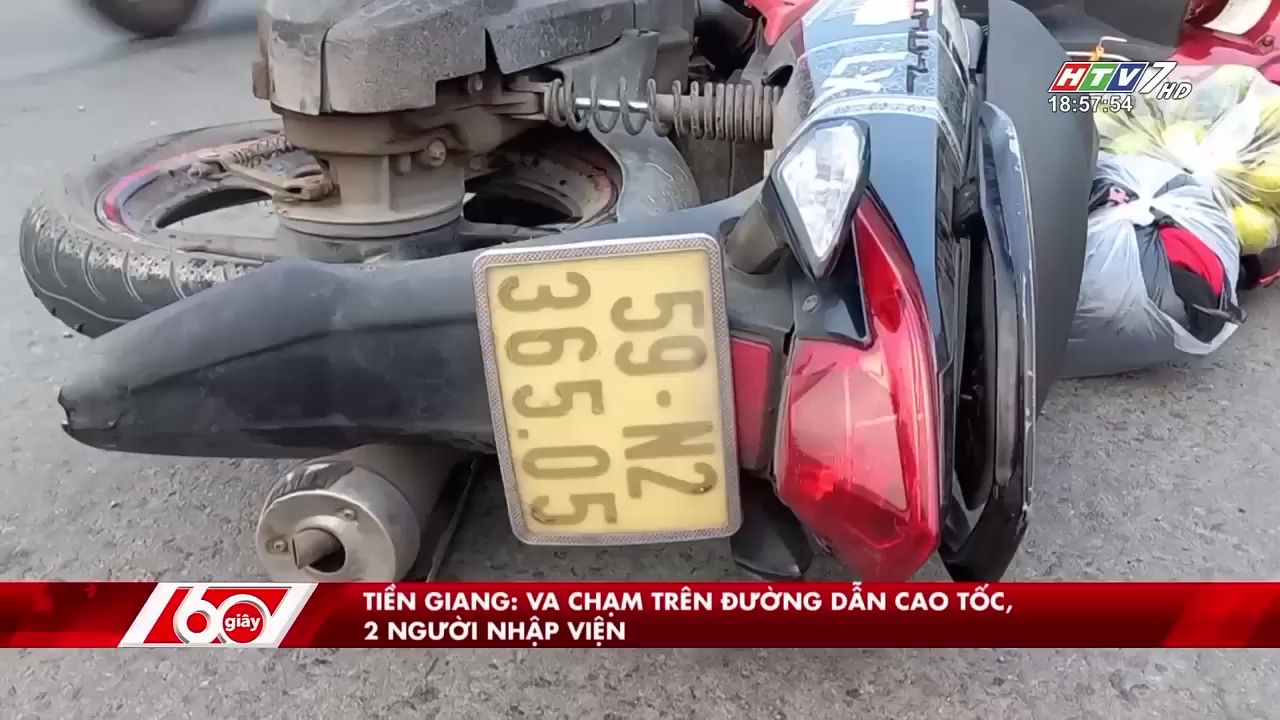 HTV7 HD
18:57:54
59-N2
365.05
60 giây
TIỀN GIANG: VA CHẠM TRÊN ĐƯỜNG DẪN CAO TỐC,
2 NGƯỜI NHẬP VIỆN